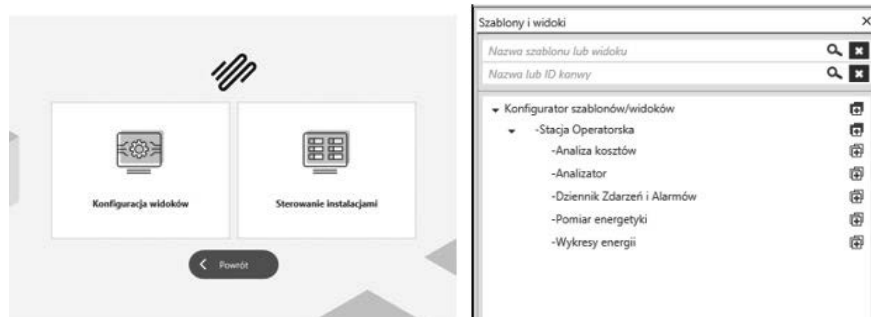 Konfiguracja widoków
Sterowanie instalacjami
Powrót
Szablony i widoki
Nazwa szablonu lub widoku
Nazwa lub ID kanwy
Konfigurator szablonów/widoków
-Stacja Operatorska
-Analiza kosztów
-Analizator
-Dziennik Zdarzeń i Alarmów
-Pomiar energetyki
-Wykresy energii